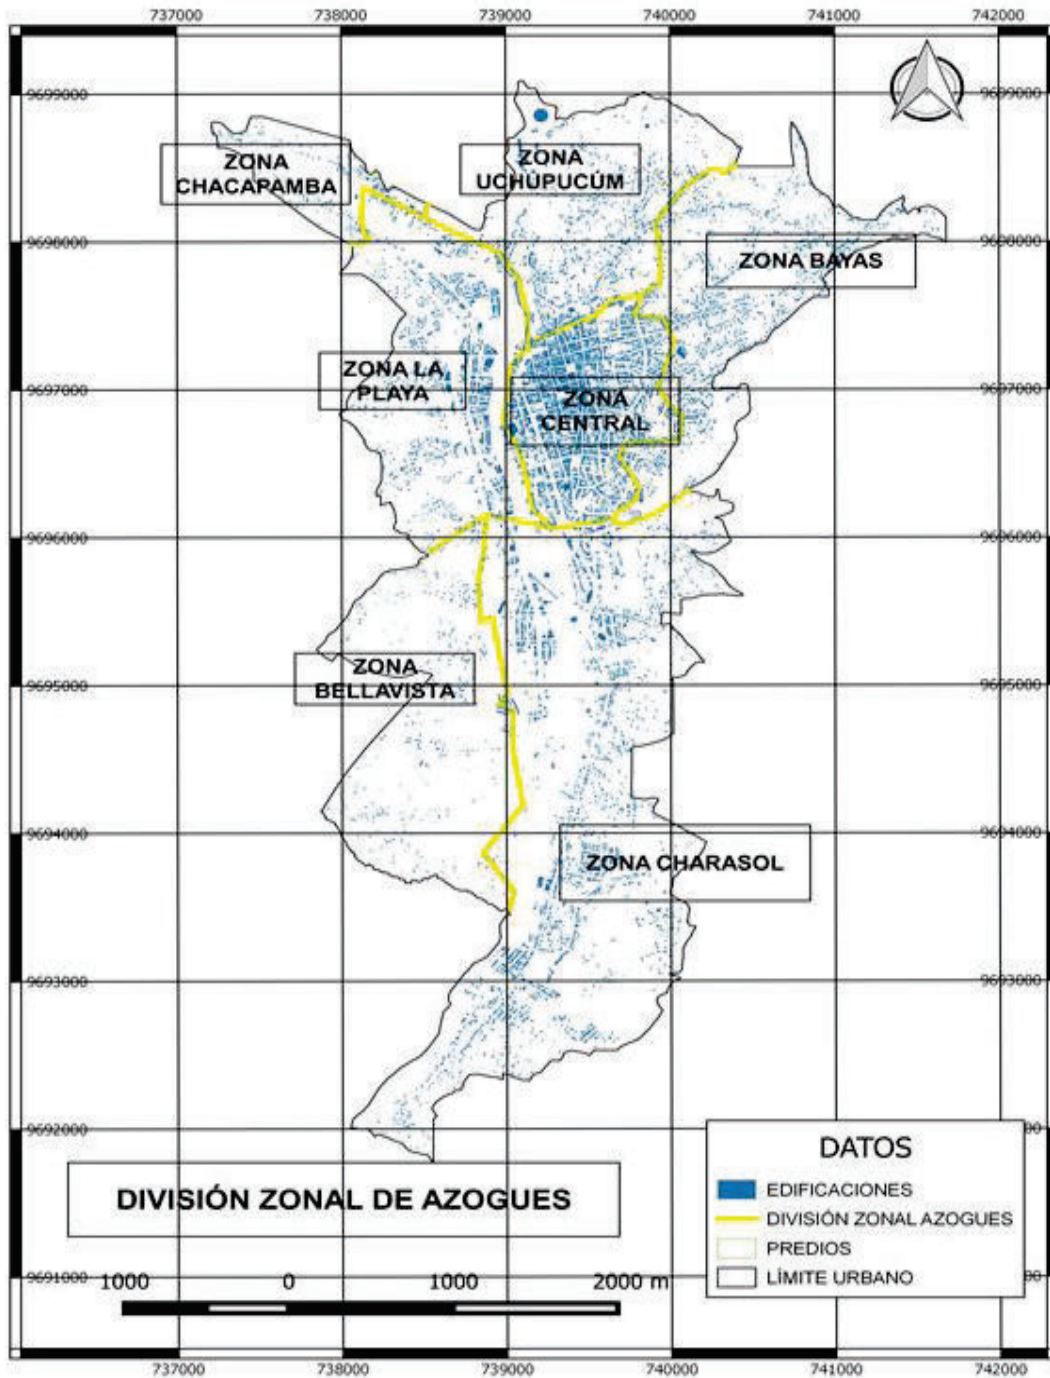 737000 738000 739000 740000 741000 742000
9699000 9699000
ZONA
CHACAPAMBA
ZONA
UCHÚPUCÚM
9698000 9698000
ZONA BAYAS
ZONA LA
PLAYA
9697000 9697000
ZONA
CENTRAL
9696000 9696000
ZONA
BELLAVISTA
9695000 9695000
9694000 9694000
ZONA CHARASOL
9693000 9693000
9692000 00
DATOS
EDIFICACIONES
DIVISIÓN ZONAL AZOGUES
PREDIOS
LÍMITE URBANO
DIVISIÓN ZONAL DE AZOGUES
9691000 00
1000 0 1000 2000 m
737000 738000 739000 740000 741000 742000